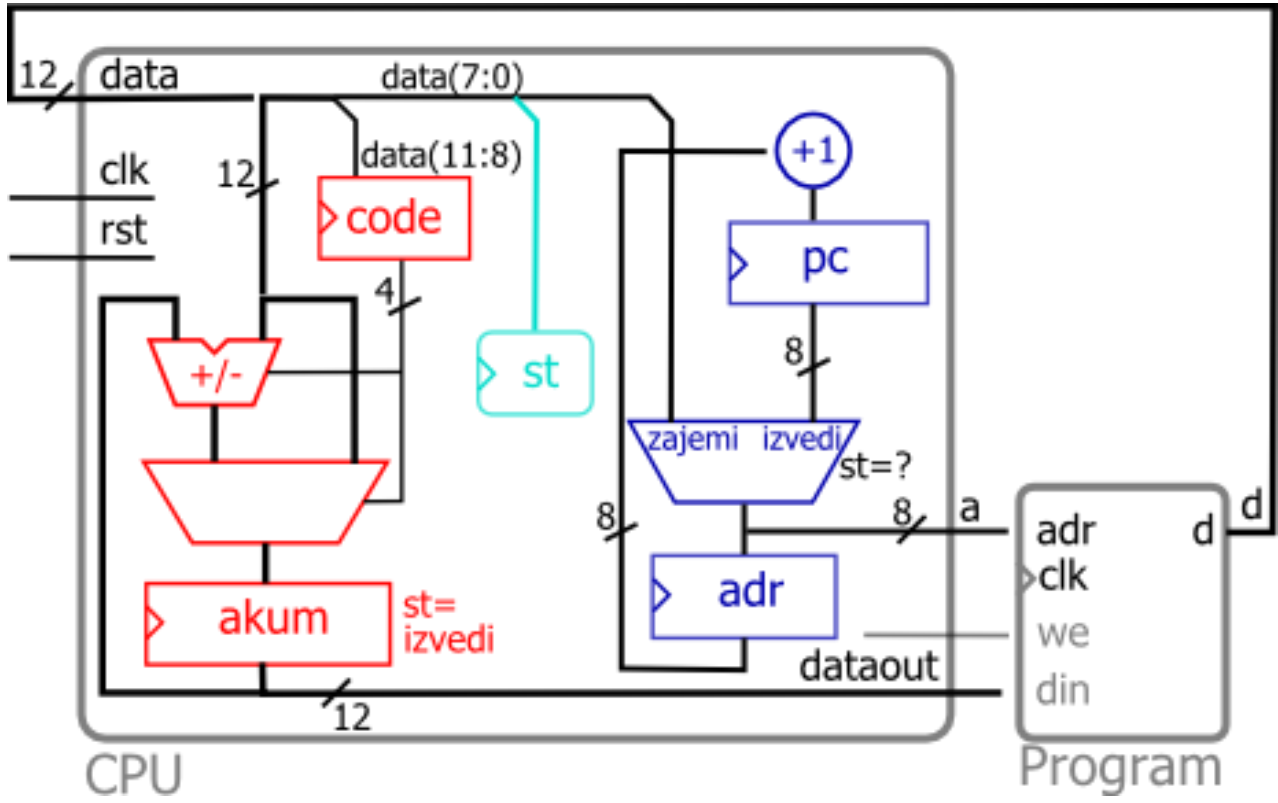 12
data
data(7:0)
clk
12
data(11:8)
+1
rst
code
pc
4
8
+/-
st
zajemi
izvedi
st=?
8
8
a
adr
d
d
clk
akum
st=
izvedi
adr
we
dataout
din
12
CPU
Program